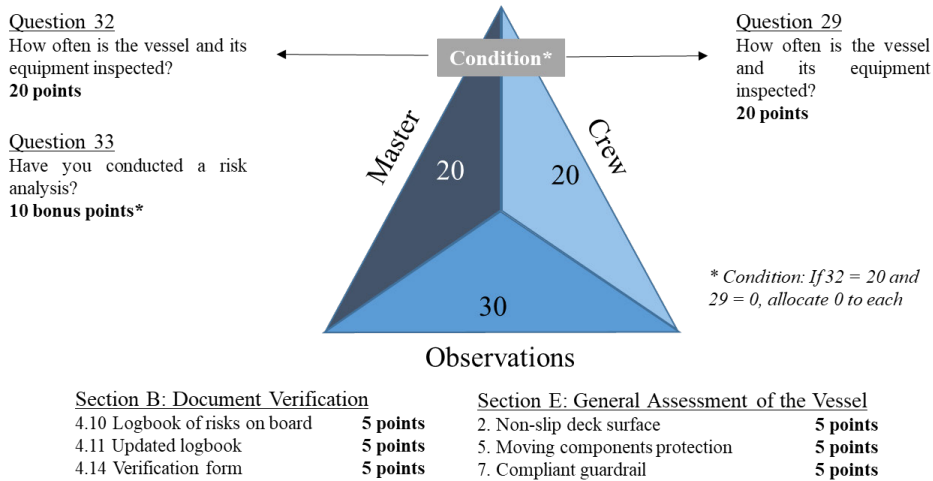 Question 32
How often is the vessel and its
equipment inspected?
20 points
Question 33
Have you conducted a risk
analysis?
10 bonus points*
Condition*
Master
20
Crew
20
30
Observations
Question 29
How often is the vessel
and its equipment
inspected?
20 points
* Condition: If 32 = 20 and
29 = 0, allocate 0 to each
Section B: Document Verification
4.10 Logbook of risks on board 5 points
4.11 Updated logbook 5 points
4.14 Verification form 5 points
Section E: General Assessment of the Vessel
2. Non-slip deck surface 5 points
5. Moving components protection 5 points
7. Compliant guardrail 5 points